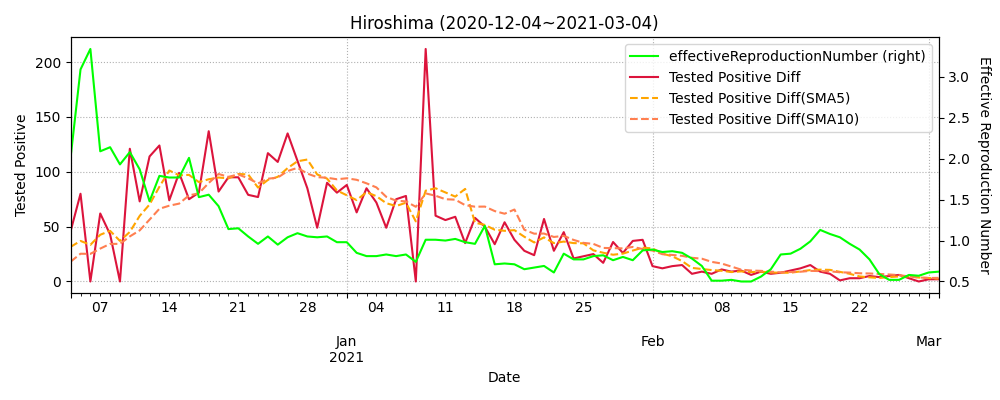 Hiroshima (2020-12-04~2021-03-04)
effectiveReproductionNumber (right)
Tested Positive Diff
Tested Positive Diff(SMA5)
Tested Positive Diff(SMA10)
Tested Positive
200
150
100
50
0
Effective Reproduction Number
3.0
2.5
2.0
1.5
1.0
0.5
07 14 21 28 04 11 18 25 08 15 22
Jan Feb Mar
2021
Date